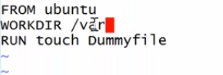 FROM ubuntu
WORKDIR /var
RUN touch Dummyfile
~
~